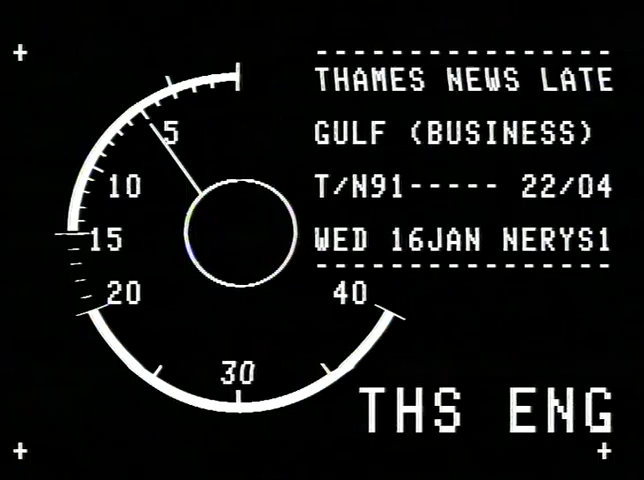 ----------------
THAMES NEWS LATE
GULF (BUSINESS)
T/N91----- 22/04
WED 16JAN NERYS1
----------------
5
10
15
20
30
40
THS ENG